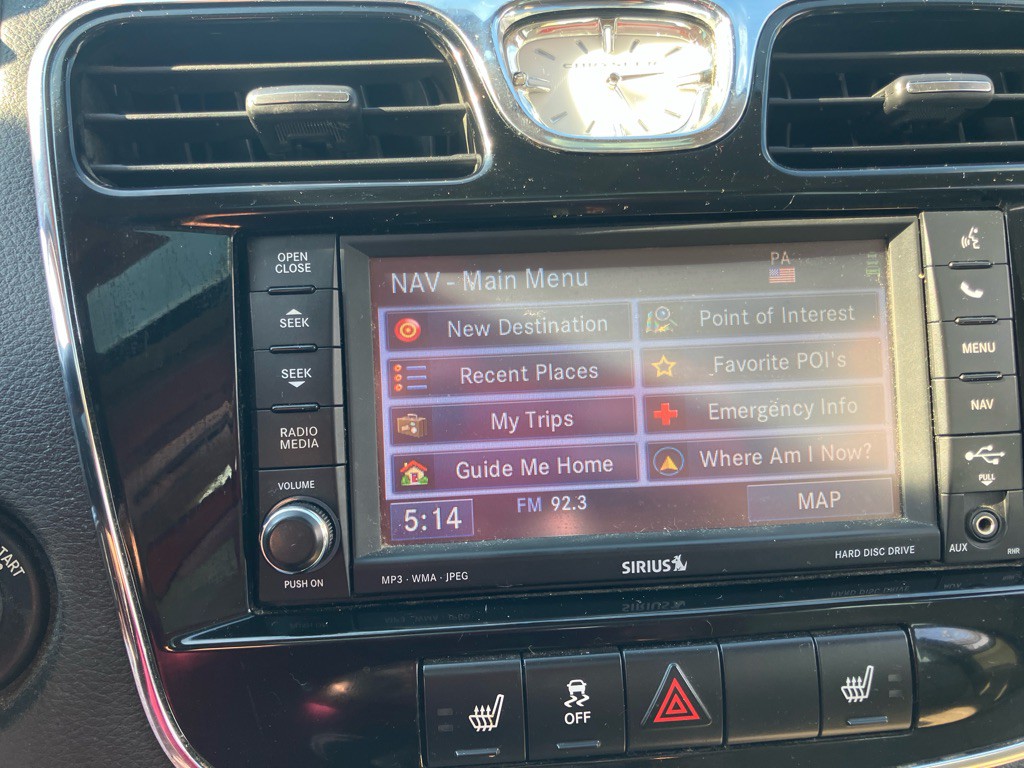 OPEN
CLOSE
SEEK
SEEK
RADIO
MEDIA
VOLUME
PUSH ON
NAV - Main Menu
PA
New Destination
Point of Interest
Recent Places
Favorite POI's
My Trips
Emergency Info
Guide Me Home
Where Am I Now?
5:14
FM 92.3
MAP
MP3 · WMA · JPEG
SIRIUS
HARD DISC DRIVE
MENU
NAV
PULL
AUX
RHR
OFF